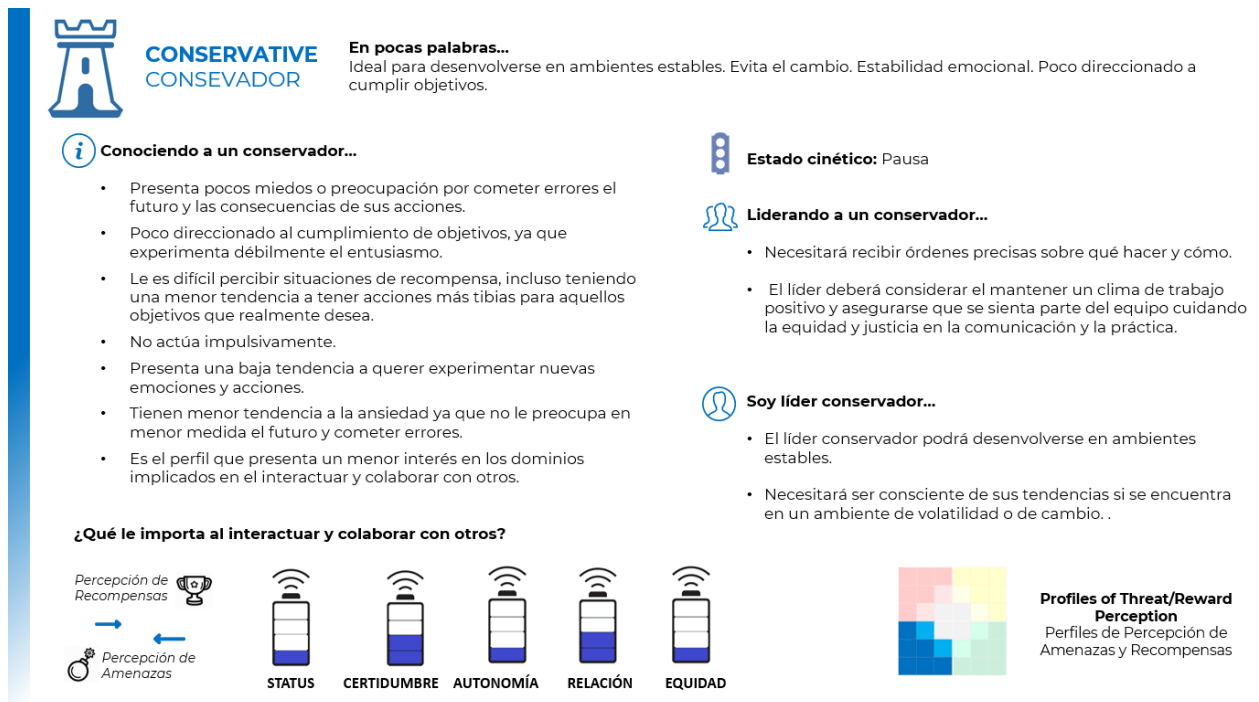 CONSERVATIVE
CONSEVADOR
En pocas palabras...
Ideal para desenvolverse en ambientes estables. Evita el cambio. Estabilidad emocional. Poco direccionado a
cumplir objetivos.
i
Conociendo a un conservador...
• Presenta pocos miedos o preocupación por cometer errores el
futuro y las consecuencias de sus acciones.
• Poco direccionado al cumplimiento de objetivos, ya que
experimenta débilmente el entusiasmo.
• Le es difícil percibir situaciones de recompensa, incluso teniendo
una menor tendencia a tener acciones más tibias para aquellos
objetivos que realmente desea.
• No actúa impulsivamente.
• Presenta una baja tendencia a querer experimentar nuevas
emociones y acciones.
• Tienen menor tendencia a la ansiedad ya que no le preocupa en
menor medida el futuro y cometer errores.
• Es el perfil que presenta un menor interés en los dominios
implicados en el interactuar y colaborar con otros.
Estado cinético: Pausa
Liderando a un conservador...
• Necesitará recibir órdenes precisas sobre qué hacer y cómo.
• El líder deberá considerar el mantener un clima de trabajo
positivo y asegurarse que se sienta parte del equipo cuidando
la equidad y justicia en la comunicación y la práctica.
Soy líder conservador...
• El líder conservador podrá desenvolverse en ambientes
estables.
• Necesitará ser consciente de sus tendencias si se encuentra
en un ambiente de volatilidad o de cambio. .
¿Qué le importa al interactuar y colaborar con otros?
Percepción de
Recompensas
Percepción de
Amenazas
STATUS
CERTIDUMBRE
AUTONOMÍA
RELACIÓN
EQUIDAD
Profiles of Threat/Reward
Perception
Perfiles de Percepción de
Amenazas y Recompensas